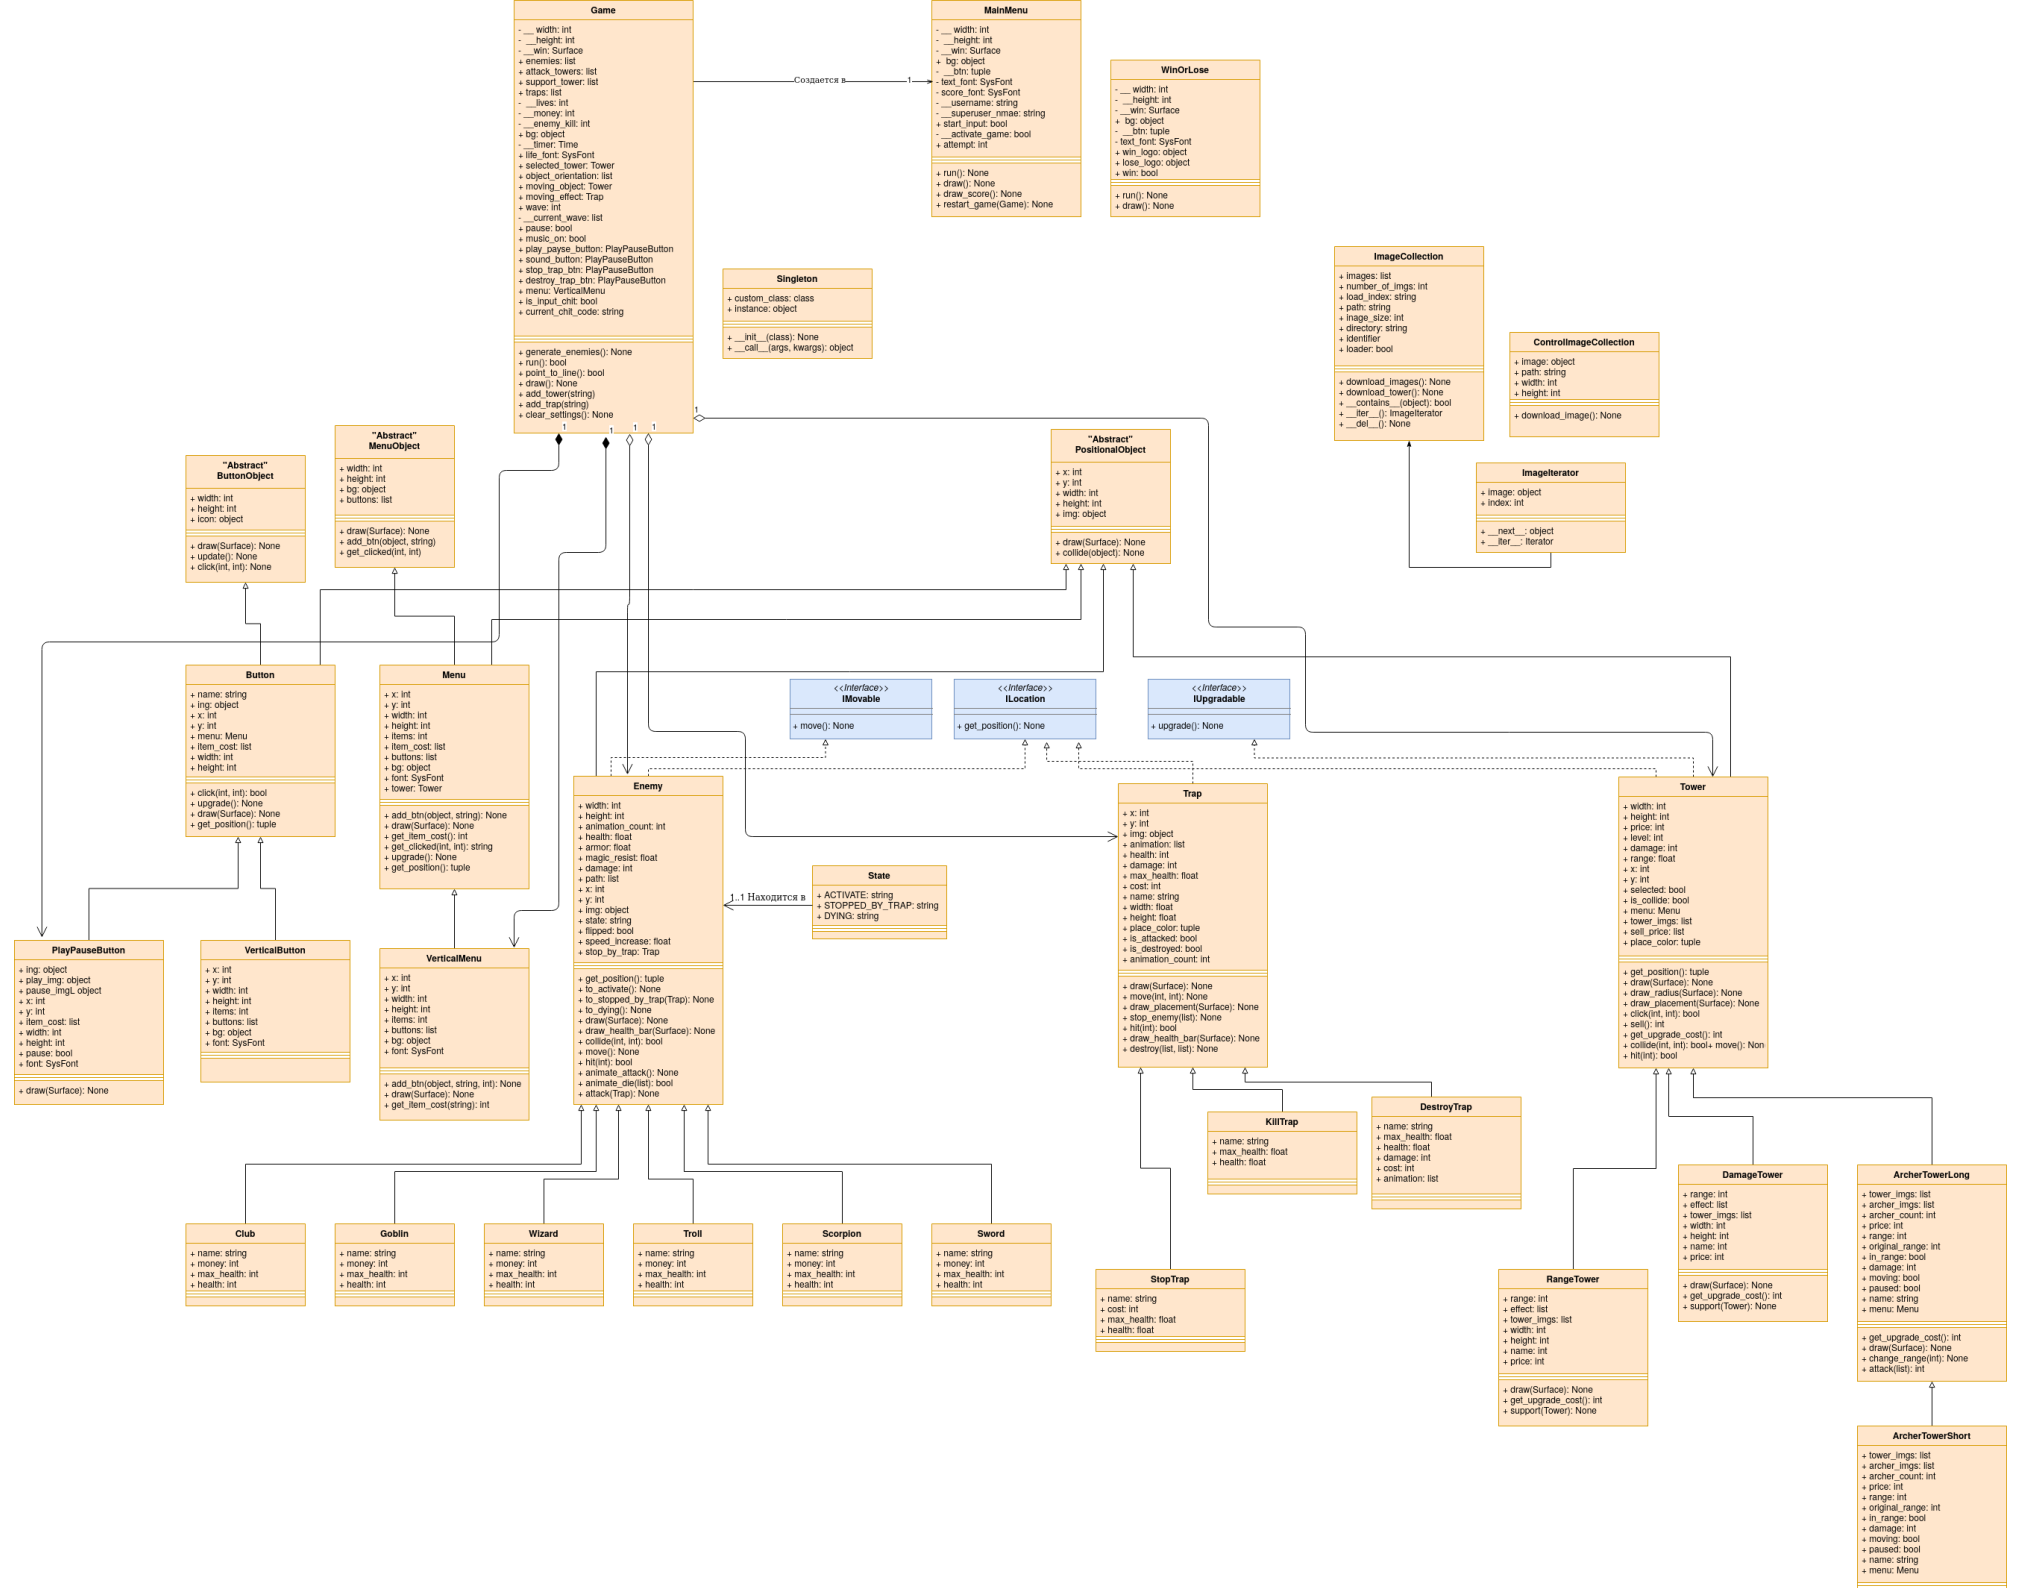 Game
- __ width: int
-  __height: int
- __win: Surface
+ enemies: list
+ attack_towers: list
+ support_tower: list
+ traps: list
-  __lives: int
- __money: int
- __enemy_kill: int
+ bg: object
- __timer: Time
+ life_font: SysFont
+ selected_tower: Tower
+ object_orientation: list
+ moving_object: Tower
+ moving_effect: Trap
+ wave: int
- __current_wave: list
+ pause: bool
+ music_on: bool
+ play_payse_button: PlayPauseButton
+ sound_button: PlayPauseButton
+ stop_trap_btn: PlayPauseButton
+ destroy_trap_btn: PlayPauseButton
+ menu: VerticalMenu
+ is_input_chit: bool
+ current_chit_code: string
+ generate_enemies(): None
+ run(): bool
+ point_to_line(): bool
+ draw(): None
+ add_tower(string)
+ add_trap(string)
+ clear_settings(): None
Создается в
1
MainMenu
- __ width: int
-  __height: int
- __win: Surface
+  bg: object
-  __btn: tuple
- text_font: SysFont
- score_font: SysFont
- __username: string
- __superuser_nmae: string
+ start_input: bool
- __activate_game: bool
+ attempt: int
+ run(): None
+ draw(): None
+ draw_score(): None
+ restart_game(Game): None
WinOrLose
- __ width: int
-  __height: int
- __win: Surface
+  bg: object
-  __btn: tuple
- text_font: SysFont
+ win_logo: object
+ lose_logo: object
+ win: bool
+ run(): None
+ draw(): None
Singleton
+ custom_class: class
+ instance: object
+ __init__(class): None
+ __call__(args, kwargs): object
ImageCollection
+ images: list
+ number_of_imgs: int
+ load_index: string
+ path: string
+ inage_size: int
+ directory: string
+ identifier
+ loader: bool
+ download_images(): None
+ download_tower(): None
+ __contains__(object): bool
+ __iter__(): ImageIterator
+ __del__(): None
ControlImageCollection
+ image: object
+ path: string
+ width: int
+ height: int
+ download_image(): None
ImageIterator
+ image: object
+ index: int
+ __next__: object
+ __iter__: Iterator
1
1
1
1
1
"Abstract"
ButtonObject
+ width: int
+ height: int
+ icon: object
+ draw(Surface): None
+ update(): None
+ click(int, int): None
"Abstract"
MenuObject
+ width: int
+ height: int
+ bg: object
+ buttons: list
+ draw(Surface): None
+ add_btn(object, string)
+ get_clicked(int, int)
"Abstract"
PositionalObject
+ x: int
+ y: int
+ width: int
+ height: int
+ img: object
+ draw(Surface): None
+ collide(object): None
Button
+ name: string
+ ing: object
+ x: int
+ y: int
+ menu: Menu
+ item_cost: list
+ width: int
+ height: int
+ click(int, int): bool
+ upgrade(): None
+ draw(Surface): None
+ get_position(): tuple
Menu
+ x: int
+ y: int
+ width: int
+ height: int
+ items: int
+ item_cost: list
+ buttons: list
+ bg: object
+ font: SysFont
+ tower: Tower
+ add_btn(object, string): None
+ draw(Surface): None
+ get_item_cost(): int
+ get_clicked(int, int): string
+ upgrade(): None
+ get_position(): tuple
<<Interface>>
IMovable
+ move(): None
<<Interface>>
ILocation
+ get_position(): None
<<Interface>>
IUpgradable
+ upgrade(): None
Enemy
+ width: int
+ height: int
+ animation_count: int
+ health: float
+ armor: float
+ magic_resist: float
+ damage: int
+ path: list
+ x: int
+ y: int
+ img: object
+ state: string
+ flipped: bool
+ speed_increase: float
+ stop_by_trap: Trap
+ get_position(): tuple
+ to_activate(): None
+ to_stopped_by_trap(Trap): None
+ to_dying(): None
+ draw(Surface): None
+ draw_health_bar(Surface): None
+ collide(int, int): bool
+ move(): None
+ hit(int): bool
+ animate_attack(): None
+ animate_die(list): bool
+ attack(Trap): None
1..1 Находится в
State
+ ACTIVATE: string
+ STOPPED_BY_TRAP: string
+ DYING: string
Trap
+ x: int
+ y: int
+ img: object
+ animation: list
+ health: int
+ damage: int
+ max_health: float
+ cost: int
+ name: string
+ width: float
+ height: float
+ place_color: tuple
+ is_attacked: bool
+ is_destroyed: bool
+ animation_count: int
+ draw(Surface): None
+ move(int, int): None
+ draw_placement(Surface): None
+ stop_enemy(list): None
+ hit(int): bool
+ draw_health_bar(Surface): None
+ destroy(list, list): None
Tower
+ width: int
+ height: int
+ price: int
+ level: int
+ damage: int
+ range: float
+ x: int
+ y: int
+ selected: bool
+ is_collide: bool
+ menu: Menu
+ tower_imgs: list
+ sell_price: list
+ place_color: tuple
+ get_position(): tuple
+ draw(Surface): None
+ draw_radius(Surface): None
+ draw_placement(Surface): None
+ click(int, int): bool
+ sell(): int
+ get_upgrade_cost(): int
+ collide(int, int): bool+ move(): Non
+ hit(int): bool
PlayPauseButton
+ ing: object
+ play_img: object
+ pause_imgL object
+ x: int
+ y: int
+ item_cost: list
+ width: int
+ height: int
+ pause: bool
+ font: SysFont
+ draw(Surface): None
VerticalButton
+ x: int
+ y: int
+ width: int
+ height: int
+ items: int
+ buttons: list
+ bg: object
+ font: SysFont
VerticalMenu
+ x: int
+ y: int
+ width: int
+ height: int
+ items: int
+ buttons: list
+ bg: object
+ font: SysFont
+ add_btn(object, string, int): None
+ draw(Surface): None
+ get_item_cost(string): int
KillTrap
+ name: string
+ max_health: float
+ health: float
DestroyTrap
+ name: string
+ max_health: float
+ health: float
+ damage: int
+ cost: int
+ animation: list
DamageTower
+ range: int
+ effect: list
+ tower_imgs: list
+ width: int
+ height: int
+ name: int
+ price: int
+ draw(Surface): None
+ get_upgrade_cost(): int
+ support(Tower): None
ArcherTowerLong
+ tower_imgs: list
+ archer_imgs: list
+ archer_count: int
+ price: int
+ range: int
+ original_range: int
+ in_range: bool
+ damage: int
+ moving: bool
+ paused: bool
+ name: string
+ menu: Menu
+ get_upgrade_cost(): int
+ draw(Surface): None
+ change_range(int): None
+ attack(list): int
Club
+ name: string
+ money: int
+ max_health: int
+ health: int
Goblin
+ name: string
+ money: int
+ max_health: int
+ health: int
Wizard
+ name: string
+ money: int
+ max_health: int
+ health: int
Troll
+ name: string
+ money: int
+ max_health: int
+ health: int
Scorpion
+ name: string
+ money: int
+ max_health: int
+ health: int
Sword
+ name: string
+ money: int
+ max_health: int
+ health: int
StopTrap
+ name: string
+ cost: int
+ max_health: float
+ health: float
RangeTower
+ range: int
+ effect: list
+ tower_imgs: list
+ width: int
+ height: int
+ name: int
+ price: int
+ draw(Surface): None
+ get_upgrade_cost(): int
+ support(Tower): None
ArcherTowerShort
+ tower_imgs: list
+ archer_imgs: list
+ archer_count: int
+ price: int
+ range: int
+ original_range: int
+ in_range: bool
+ damage: int
+ moving: bool
+ paused: bool
+ name: string
+ menu: Menu